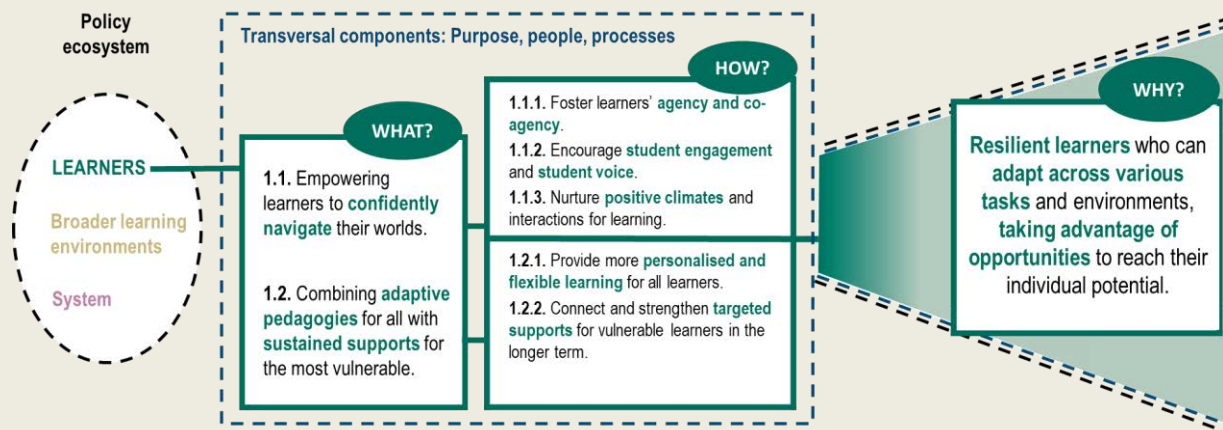 Policy
ecosystem
LEARNERS
Broader learning
environments
System
Transversal components: Purpose, people, processes
WHAT?
1.1. Empowering
learners to confidently
navigate their worlds.
1.2. Combining adaptive
pedagogies for all with
sustained supports for
the most vulnerable.
HOW?
1.1.1. Foster learners’ agency and co-
agency.
1.1.2. Encourage student engagement
and student voice.
1.1.3. Nurture positive climates and
interactions for learning.
1.2.1. Provide more personalised and
flexible learning for all learners.
1.2.2. Connect and strengthen targeted
supports for vulnerable learners in the
longer term.
WHY?
Resilient learners who can
adapt across various
tasks and environments,
taking advantage of
opportunities to reach their
individual potential.